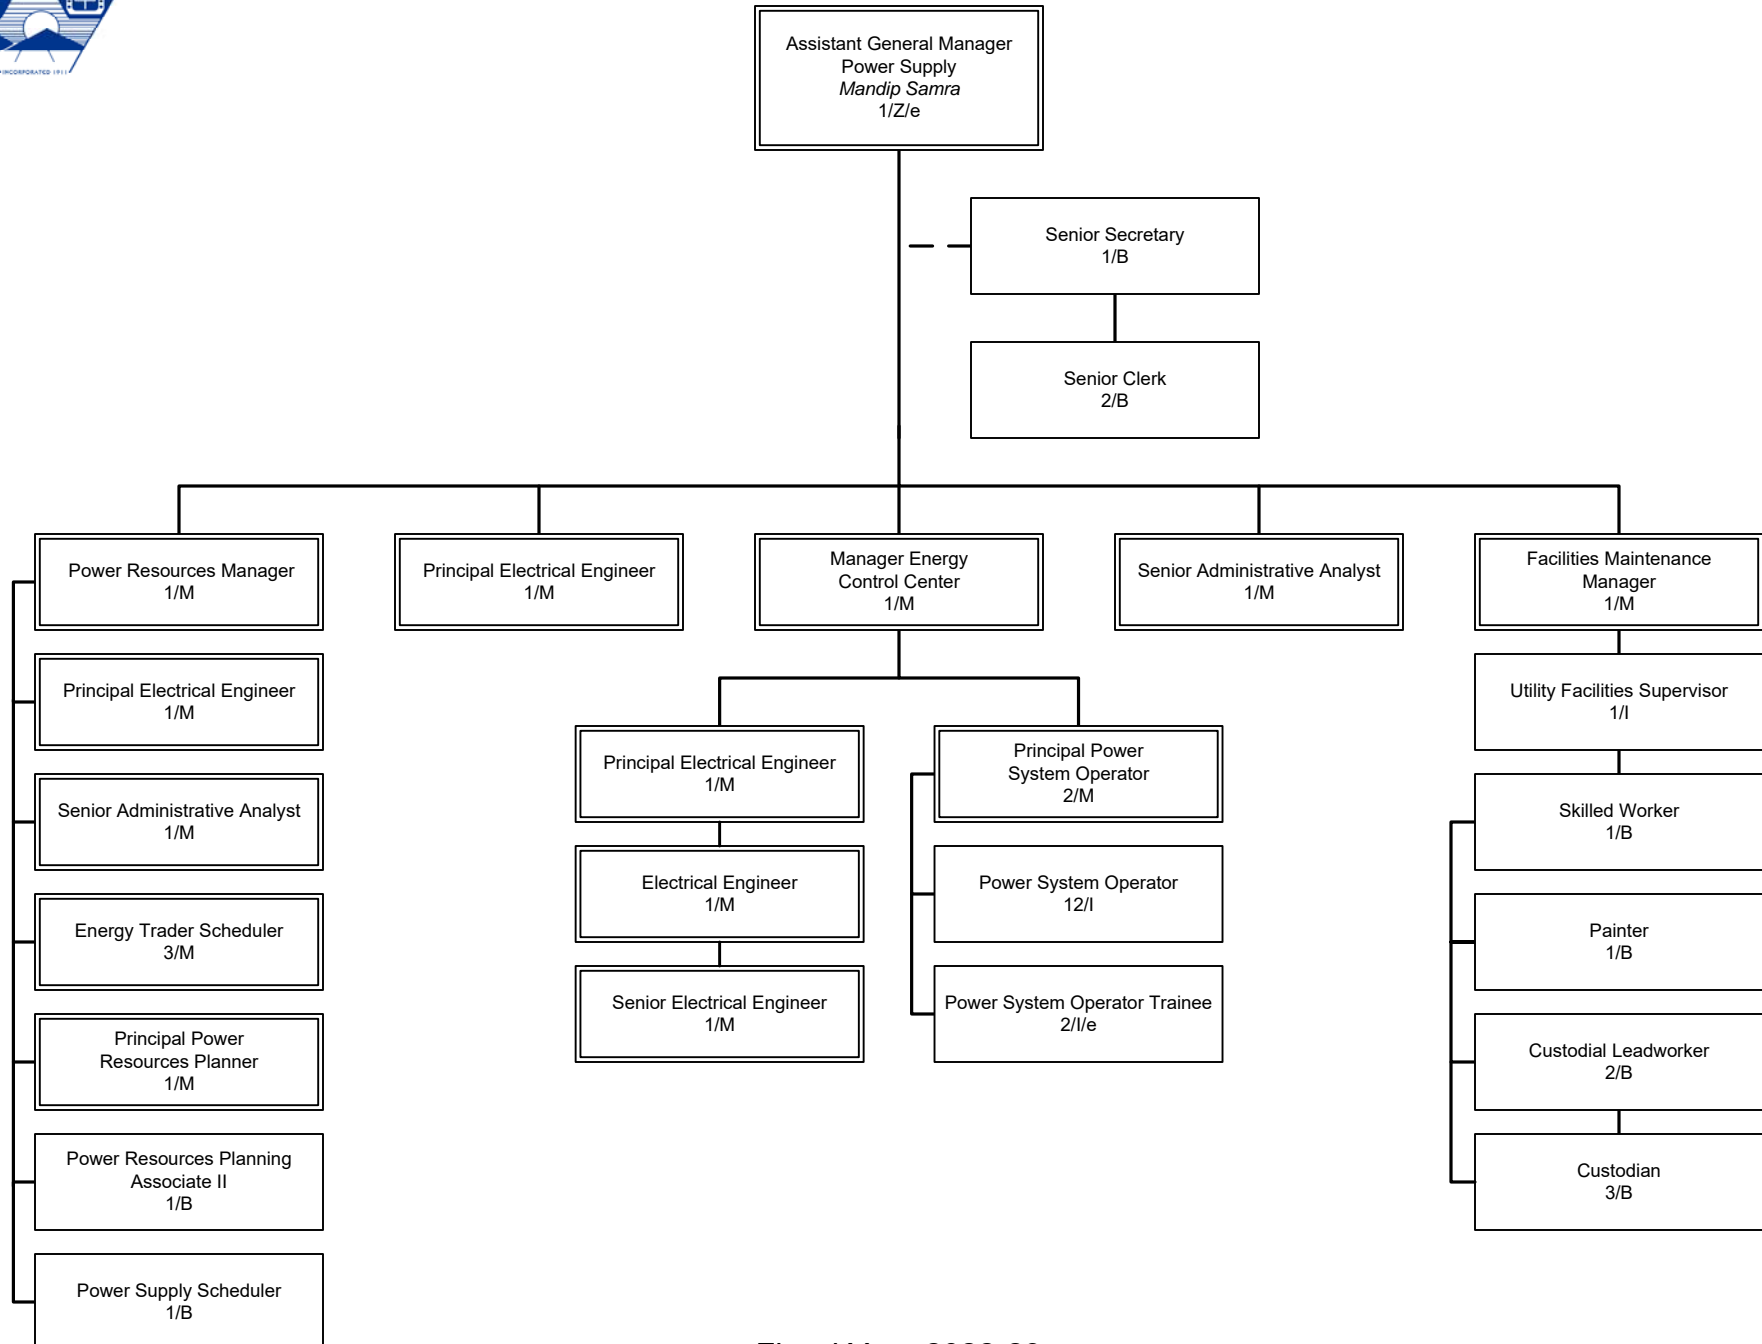 INCORPORATED 1911
Assistant General Manager
Power Supply
Mandip Samra
1/Z/e
Senior Secretary
1/B
Senior Clerk
2/B
Power Resources Manager
1/M
Principal Electrical Engineer
1/M
Manager Energy
Control Center
1/M
Senior Administrative Analyst
1/M
Facilities Maintenance
Manager
1/M
Principal Electrical Engineer
1/M
Senior Administrative Analyst
1/M
Energy Trader Scheduler
3/M
Principal Power
Resources Planner
1/M
Power Resources Planning
Associate II
1/B
Power Supply Scheduler
1/B
Principal Electrical Engineer
1/M
Electrical Engineer
1/M
Senior Electrical Engineer
1/M
Principal Power
System Operator
2/M
Power System Operator
12/I
Power System Operator Trainee
2/I/e
Utility Facilities Supervisor
1/I
Skilled Worker
1/B
Painter
1/B
Custodial Leadworker
2/B
Custodian
3/B